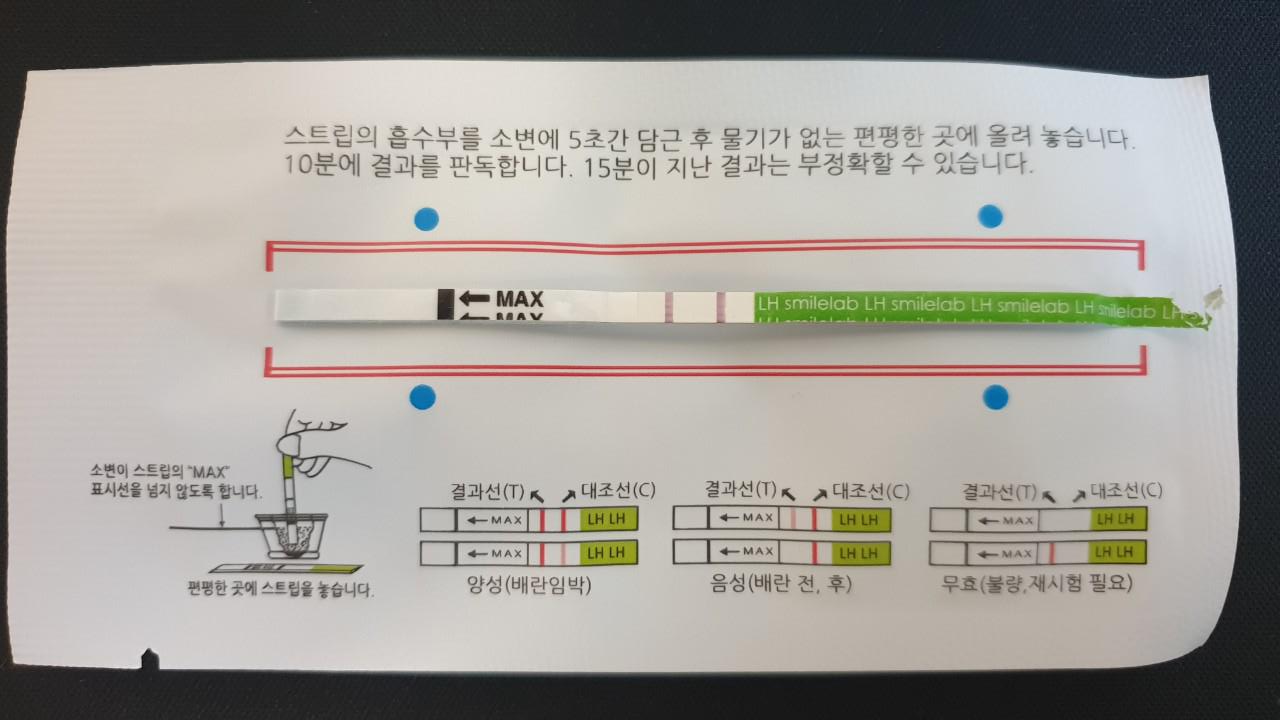 스트립의 흡수부를 소변에 5초간 담근 후 물기가 없는 편평한 곳에 올려 놓습니다.
10분에 결과를 판독합니다. 15분이 지난 결과는 부정확할 수 있습니다.
MAX
MAX
LH smilelab LH smilelab LH smilelab LH smilelab LH s
소변이 스트립의 "MAX"
표시선을 넘지 않도록 합니다.
편평한 곳에 스트립을 놓습니다.
결과선(T) 대조선(C)
MAX LH LH
MAX LH LH
양성(배란임박)
결과선(T) 대조선(C)
MAX LH LH
MAX LH LH
음성(배란 전, 후)
결과선(T) 대조선(C)
MAX LH LH
MAX LH LH
무효(불량,재시험 필요)